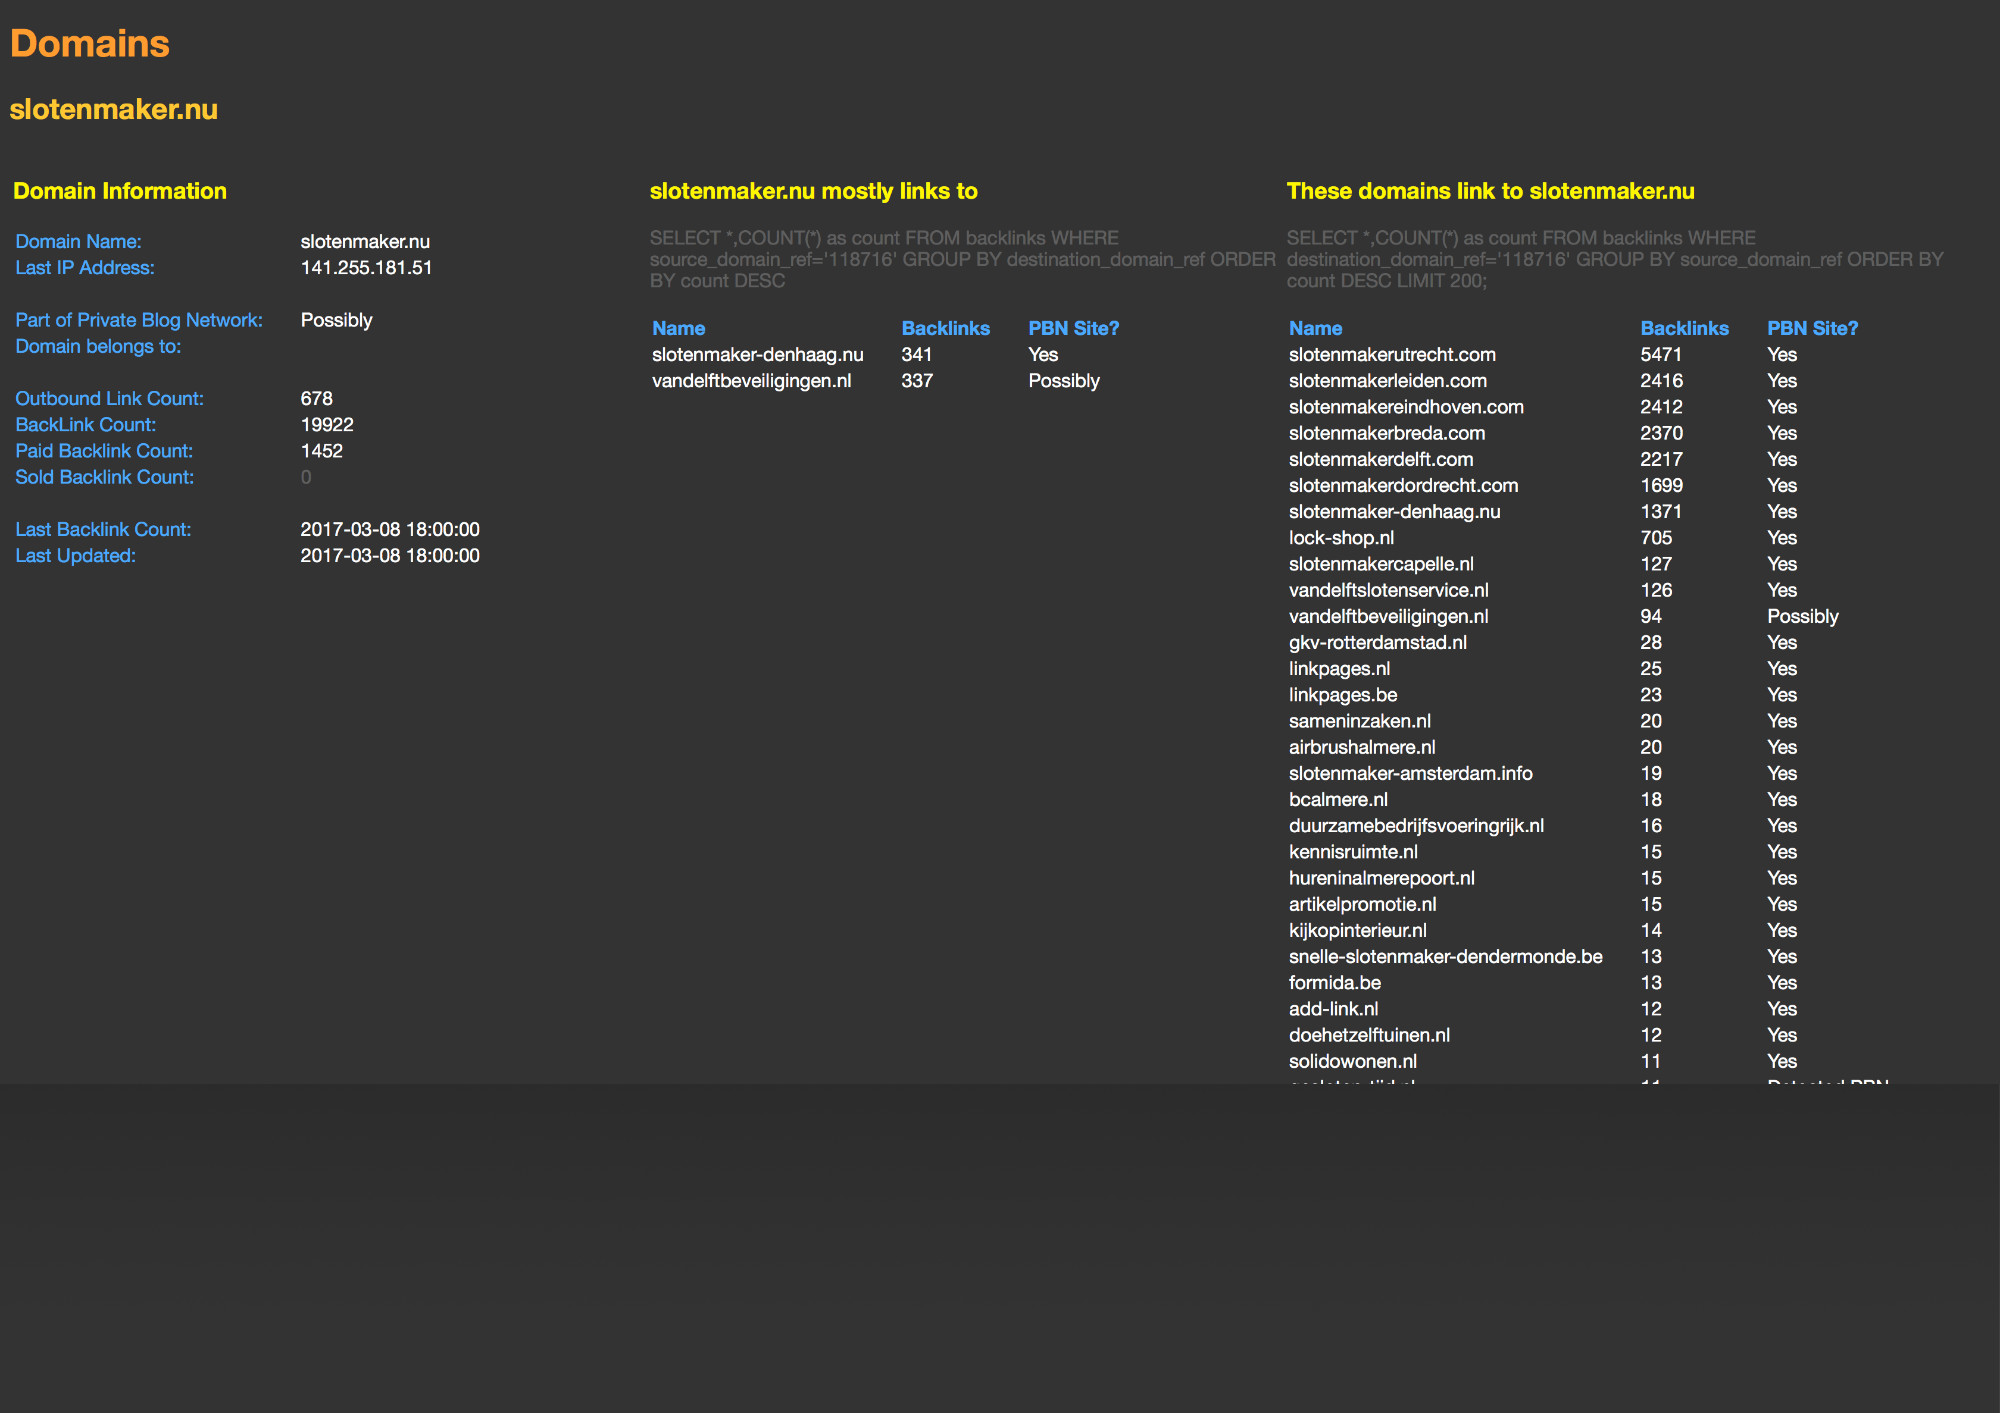 Domains
slotenmaker.nu
Domain Information
Domain Name: slotenmaker.nu
Last IP Address: 141.255.181.51
Part of Private Blog Network: Possibly
Domain belongs to:
Outbound Link Count: 678
BackLink Count: 19922
Paid Backlink Count: 1452
Sold Backlink Count: 0
Last Backlink Count: 2017-03-08 18:00:00
Last Updated: 2017-03-08 18:00:00
slotenmaker.nu mostly links to
SELECT *,COUNT(*) as count FROM backlinks WHERE
source_domain_ref='118716' GROUP BY destination_domain_ref ORDER
BY count DESC
Name Backlinks PBN Site?
slotenmaker-denhaag.nu 341 Yes
vandelftbeveiligingen.nl 337 Possibly
These domains link to slotenmaker.nu
SELECT *,COUNT(*) as count FROM backlinks WHERE
destination_domain_ref='118716' GROUP BY source_domain_ref ORDER BY
count DESC LIMIT 200;
Name Backlinks PBN Site?
slotenmakerutrecht.com 5471 Yes
slotenmakerleiden.com 2416 Yes
slotenmakereindhoven.com 2412 Yes
slotenmakerbreda.com 2370 Yes
slotenmakerdelft.com 2217 Yes
slotenmakerdordrecht.com 1699 Yes
slotenmaker-denhaag.nu 1371 Yes
lock-shop.nl 705 Yes
slotenmakercapelle.nl 127 Yes
vandelftslotenservice.nl 126 Yes
vandelftbeveiligingen.nl 94 Possibly
gkv-rotterdamstad.nl 28 Yes
linkpages.nl 25 Yes
linkpages.be 23 Yes
sameninzaken.nl 20 Yes
airbrushalmere.nl 20 Yes
slotenmaker-amsterdam.info 19 Yes
bcalmere.nl 18 Yes
duurzamebedrijfsvoeringrijk.nl 16 Yes
kennisruimte.nl 15 Yes
hureninalmerepoort.nl 15 Yes
artikelpromotie.nl 15 Yes
kijkopinterieur.nl 14 Yes
snelle-slotenmaker-dendermonde.be 13 Yes
formida.be 13 Yes
add-link.nl 12 Yes
doehetzelftuinen.nl 12 Yes
solidowonen.nl 11 Yes
11 Detected PBN